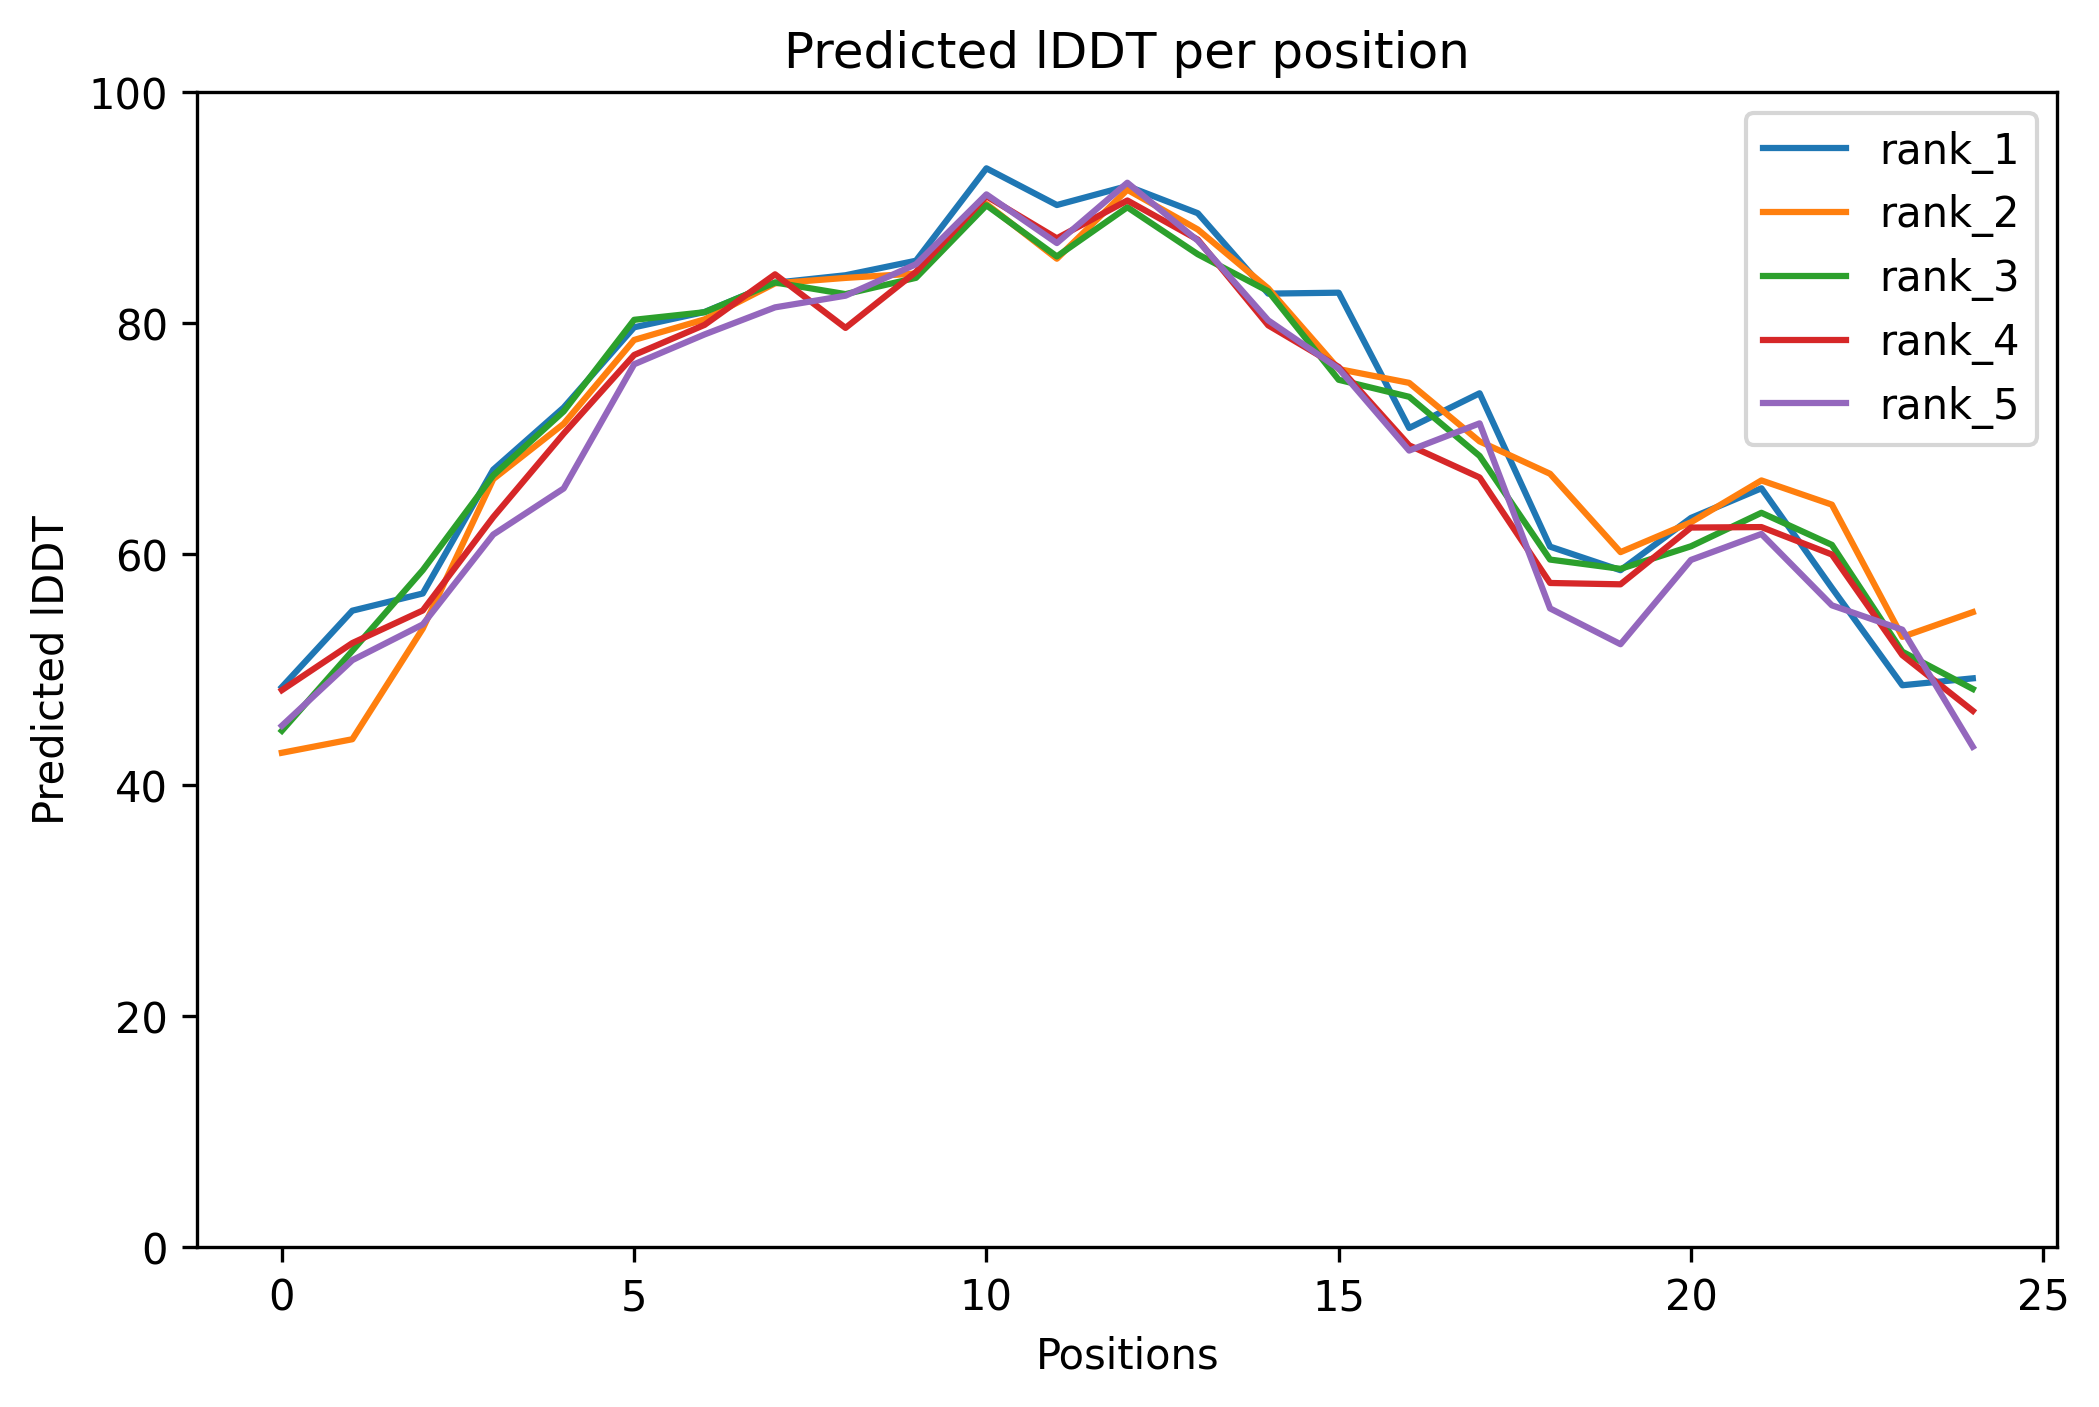 Predicted lDDT per position
100
80
60
40
20
0
Predicted lDDT
rank_1
rank_2
rank_3
rank_4
rank_5
0 5 10 15 20 25
Positions